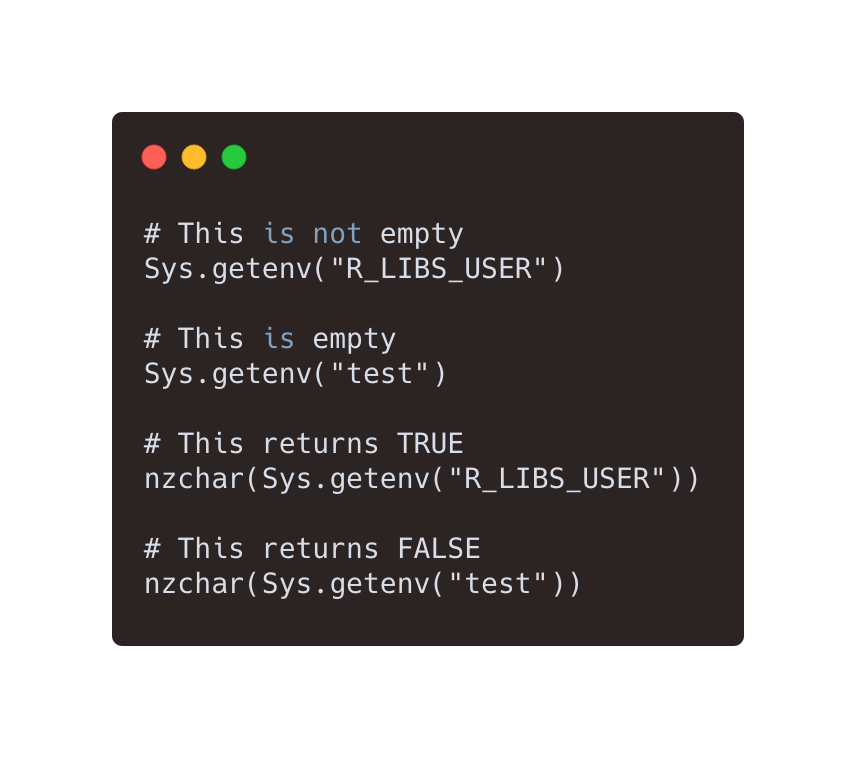 # This is not empty
Sys.getenv("R_LIBS_USER")
# This is empty
Sys.getenv("test")
# This returns TRUE
nzchar(Sys.getenv("R_LIBS_USER"))
# This returns FALSE
nzchar(Sys.getenv("test"))